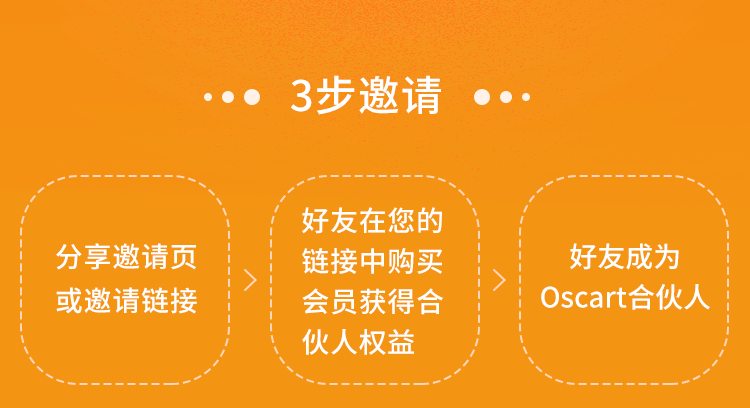 3步邀请
分享邀请页
或邀请链接
好友在您的
链接中购买
会员获得合
伙人权益
好友成为
Oscart合伙人